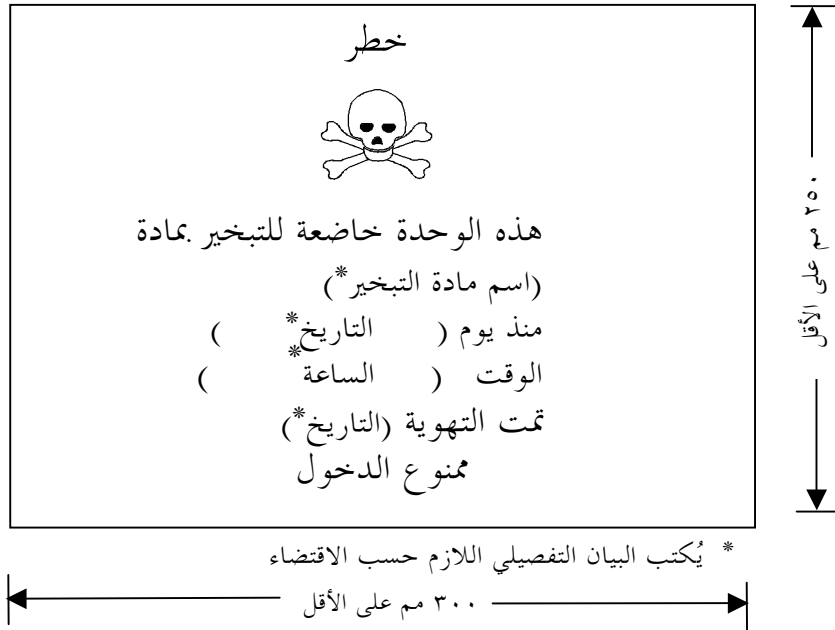 خطر
هذه الوحدة خاضعة للتبخير بمادة
(اسم مادة التبخير*)
منذ يوم ( التاريخ* )
الوقت ( الساعة* )
تمت التهوية (التاريخ*)
ممنوع الدخول
* يُكتب البيان التفصيلي اللازم حسب الاقتضاء
٣٠٠ مم على الأقل
٢٥٠ مم على الأقل